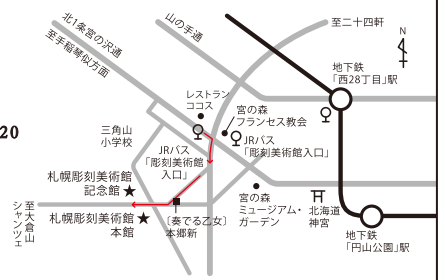 北1条宮の沢通
至手稲琴似方面
山の手通
至二十四軒
N
地下鉄
「西28丁目」駅
レストラン
ココス
宮の森
フランセス教会
20
三角山
小学校
JRバス
「彫刻美術館
入口」
JRバス
「彫刻美術館入口」
札幌彫刻美術館
記念館★
至大倉山
シャンツェ
札幌彫刻美術館★
本館
〔奏でる乙女〕
本郷新
宮の森
ミュージアム・
ガーデン
北海道
神宮
地下鉄
「円山公園」駅